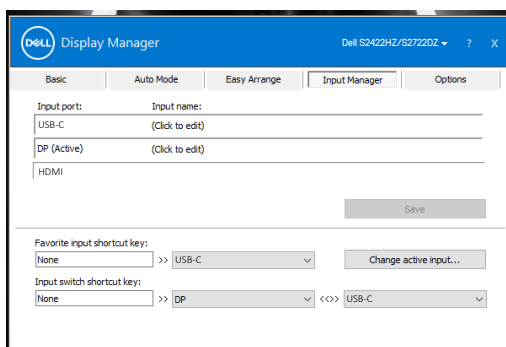 DELL Display Manager Dell S2422HZ/S2722DZ ? X
Basic Auto Mode Easy Arrange Input Manager Options
Input port: Input name:
USB-C (Click to edit)
DP (Active) (Click to edit)
HDMI
Save
Favorite input shortcut key:
None >> USB-C Change active input...
Input switch shortcut key:
None >> DP <<>> USB-C